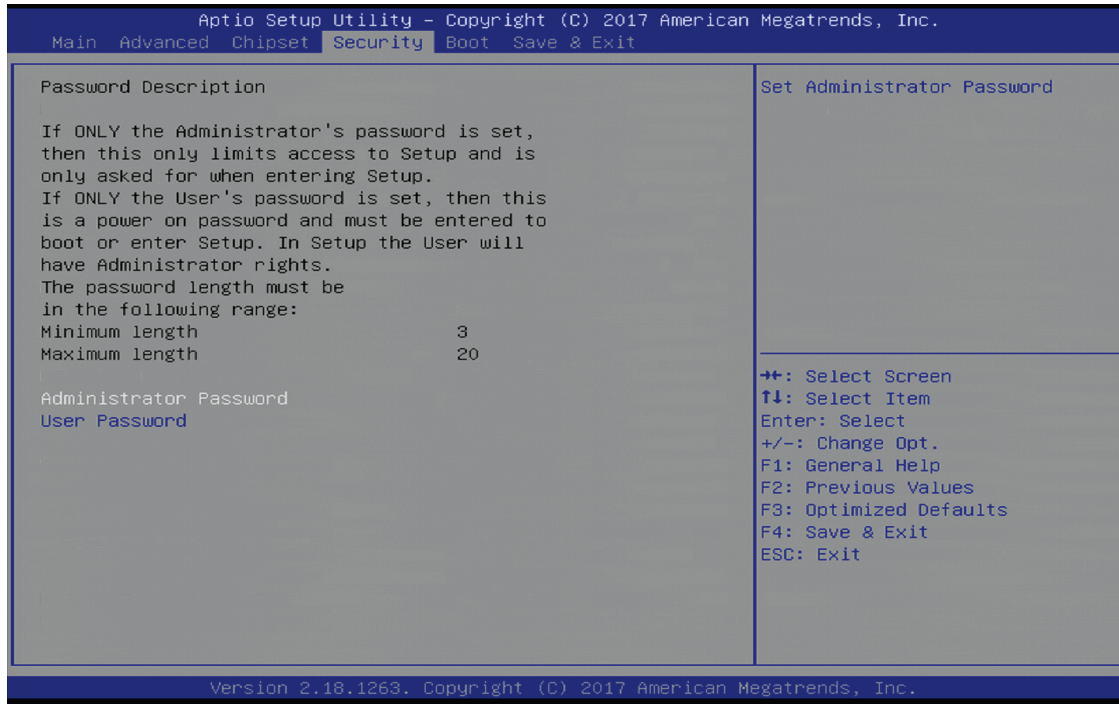 Aptio Setup Utility – Copyright (C) 2017 American Megatrends, Inc.
Main Advanced Chipset Security Boot Save & Exit
Password Description
If ONLY the Administrator's password is set,
then this only limits access to Setup and is
only asked for when entering Setup.
If ONLY the User's password is set, then this
is a power on password and must be entered to
boot or enter Setup. In Setup the User will
have Administrator rights.
The password length must be
in the following range:
Minimum length 3
Maximum length 20
Administrator Password
User Password
Set Administrator Password
→←: Select Screen
↑↓: Select Item
Enter: Select
+/-: Change Opt.
F1: General Help
F2: Previous Values
F3: Optimized Defaults
F4: Save & Exit
ESC: Exit
Version 2.18.1263. Copyright (C) 2017 American Megatrends, Inc.